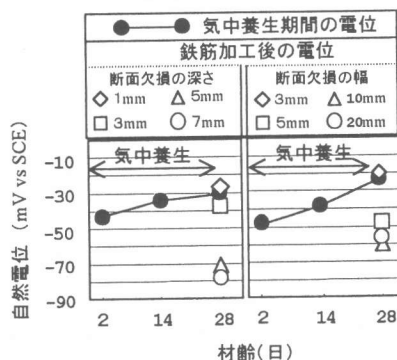 気中養生期間の電位
鉄筋加工後の電位
断面欠損の深さ
1mm 5mm
3mm 7mm
断面欠損の幅
3mm 10mm
5mm 20mm
自然電位 (mV vs SCE)
-10
-30
-50
-70
-90
気中養生
気中養生
2 14 28 2 14 28
材齢(日)